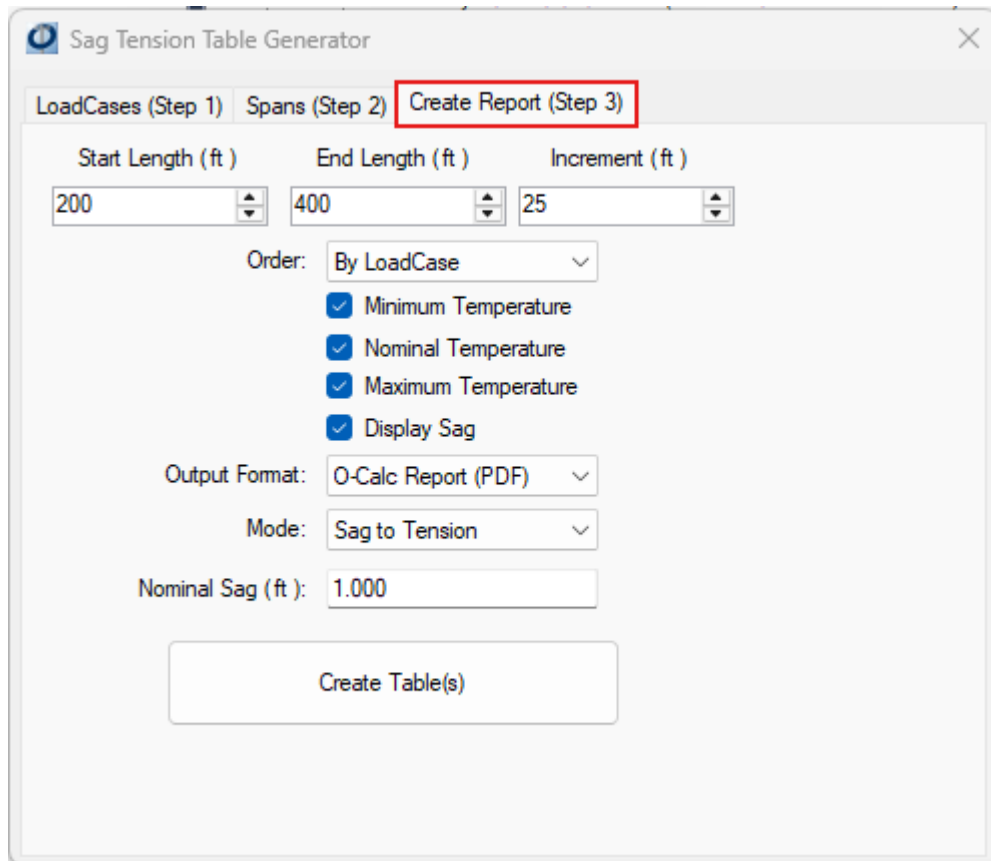 Sag Tension Table Generator
LoadCases (Step 1) Spans (Step 2) Create Report (Step 3)
Start Length ( ft ) End Length ( ft ) Increment ( ft )
200 400 25
Order: By LoadCase
Minimum Temperature
Nominal Temperature
Maximum Temperature
Display Sag
Output Format: O-Calc Report (PDF)
Mode: Sag to Tension
Nominal Sag ( ft ): 1.000
Create Table(s)